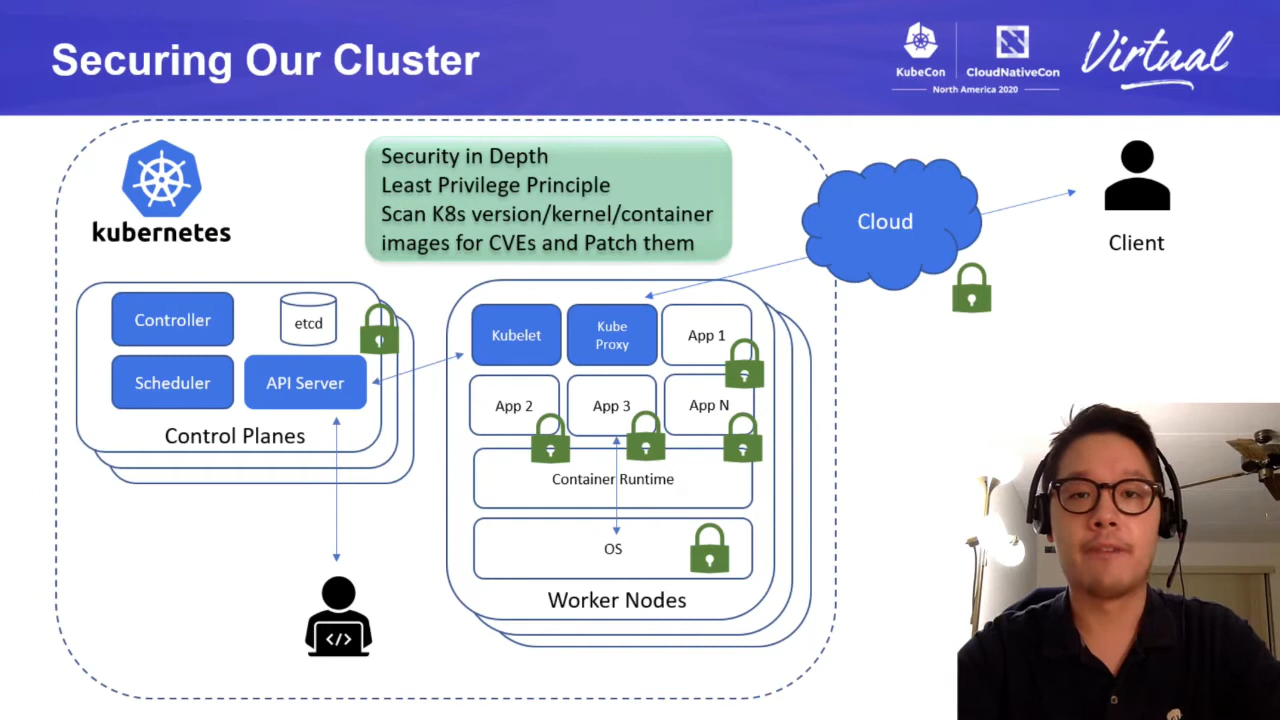 Securing Our Cluster
KubeCon
CloudNativeCon
North America 2020
Virtual
kubernetes
Security in Depth
Least Privilege Principle
Scan K8s version/kernel/container
images for CVEs and Patch them
Cloud
Client
Controller
etcd
Scheduler
API Server
Control Planes
Kubelet
Kube
Proxy
App 1
App 2
App 3
App N
Container Runtime
OS
Worker Nodes
</>